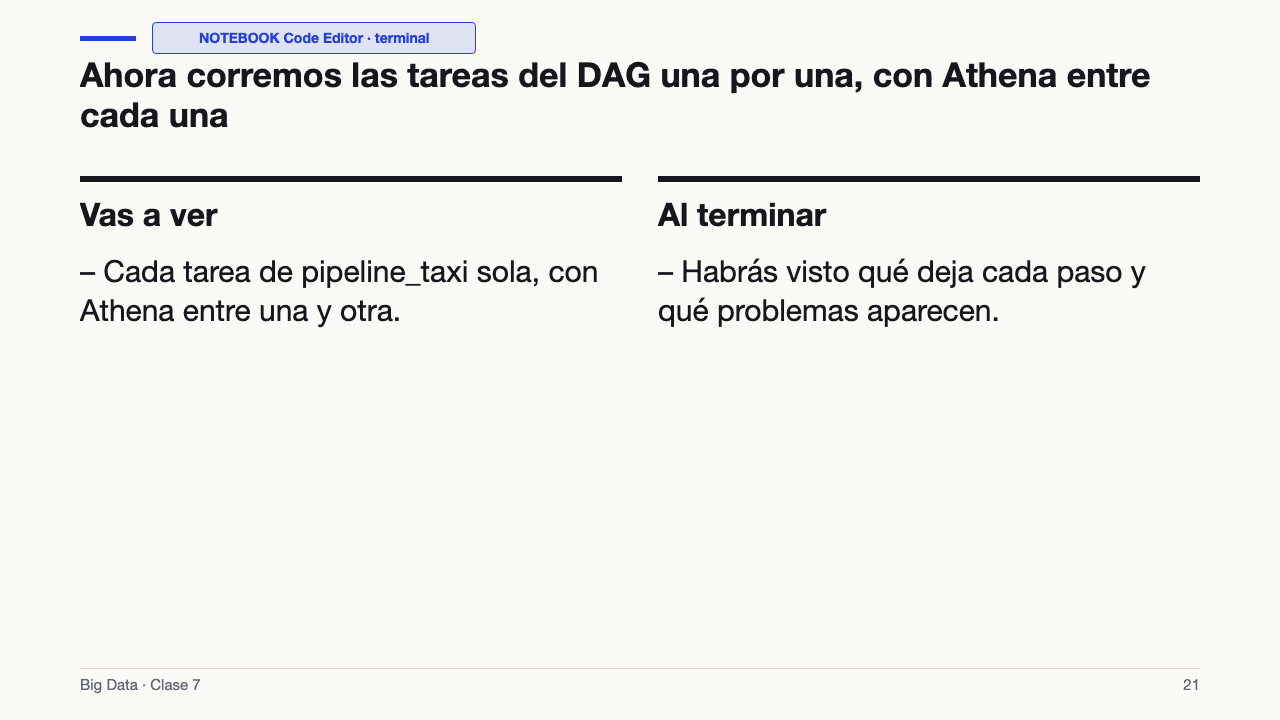 NOTEBOOK Code Editor · terminal
Ahora corremos las tareas del DAG una por una, con Athena entre
cada una
Vas a ver
– Cada tarea de pipeline_taxi sola, con
Athena entre una y otra.
Al terminar
– Habrás visto qué deja cada paso y
qué problemas aparecen.
Big Data · Clase 7
21